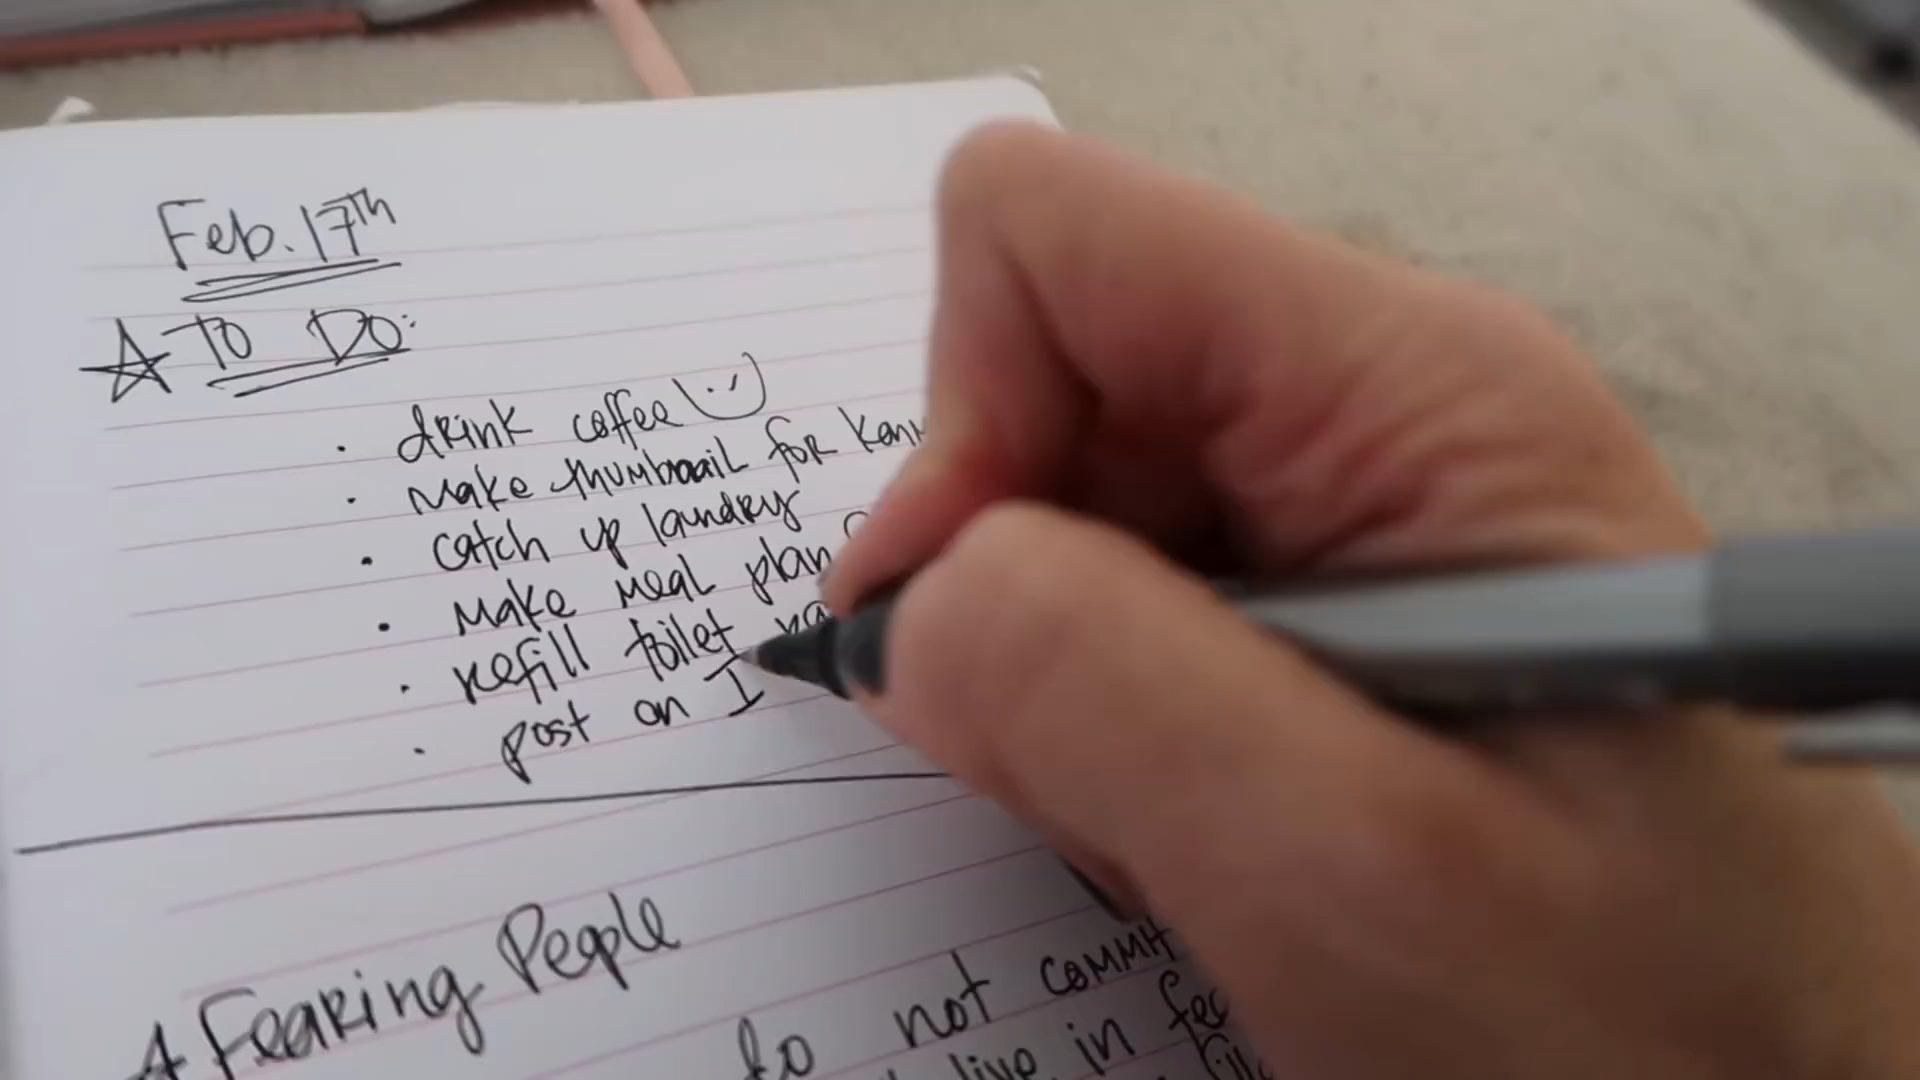 Feb. 17th
To Do:
· drink coffee
· make thumbnail for
· catch up laundry
· make meal plan
· refill toilet
· post on I
Fearing People
do not
live in